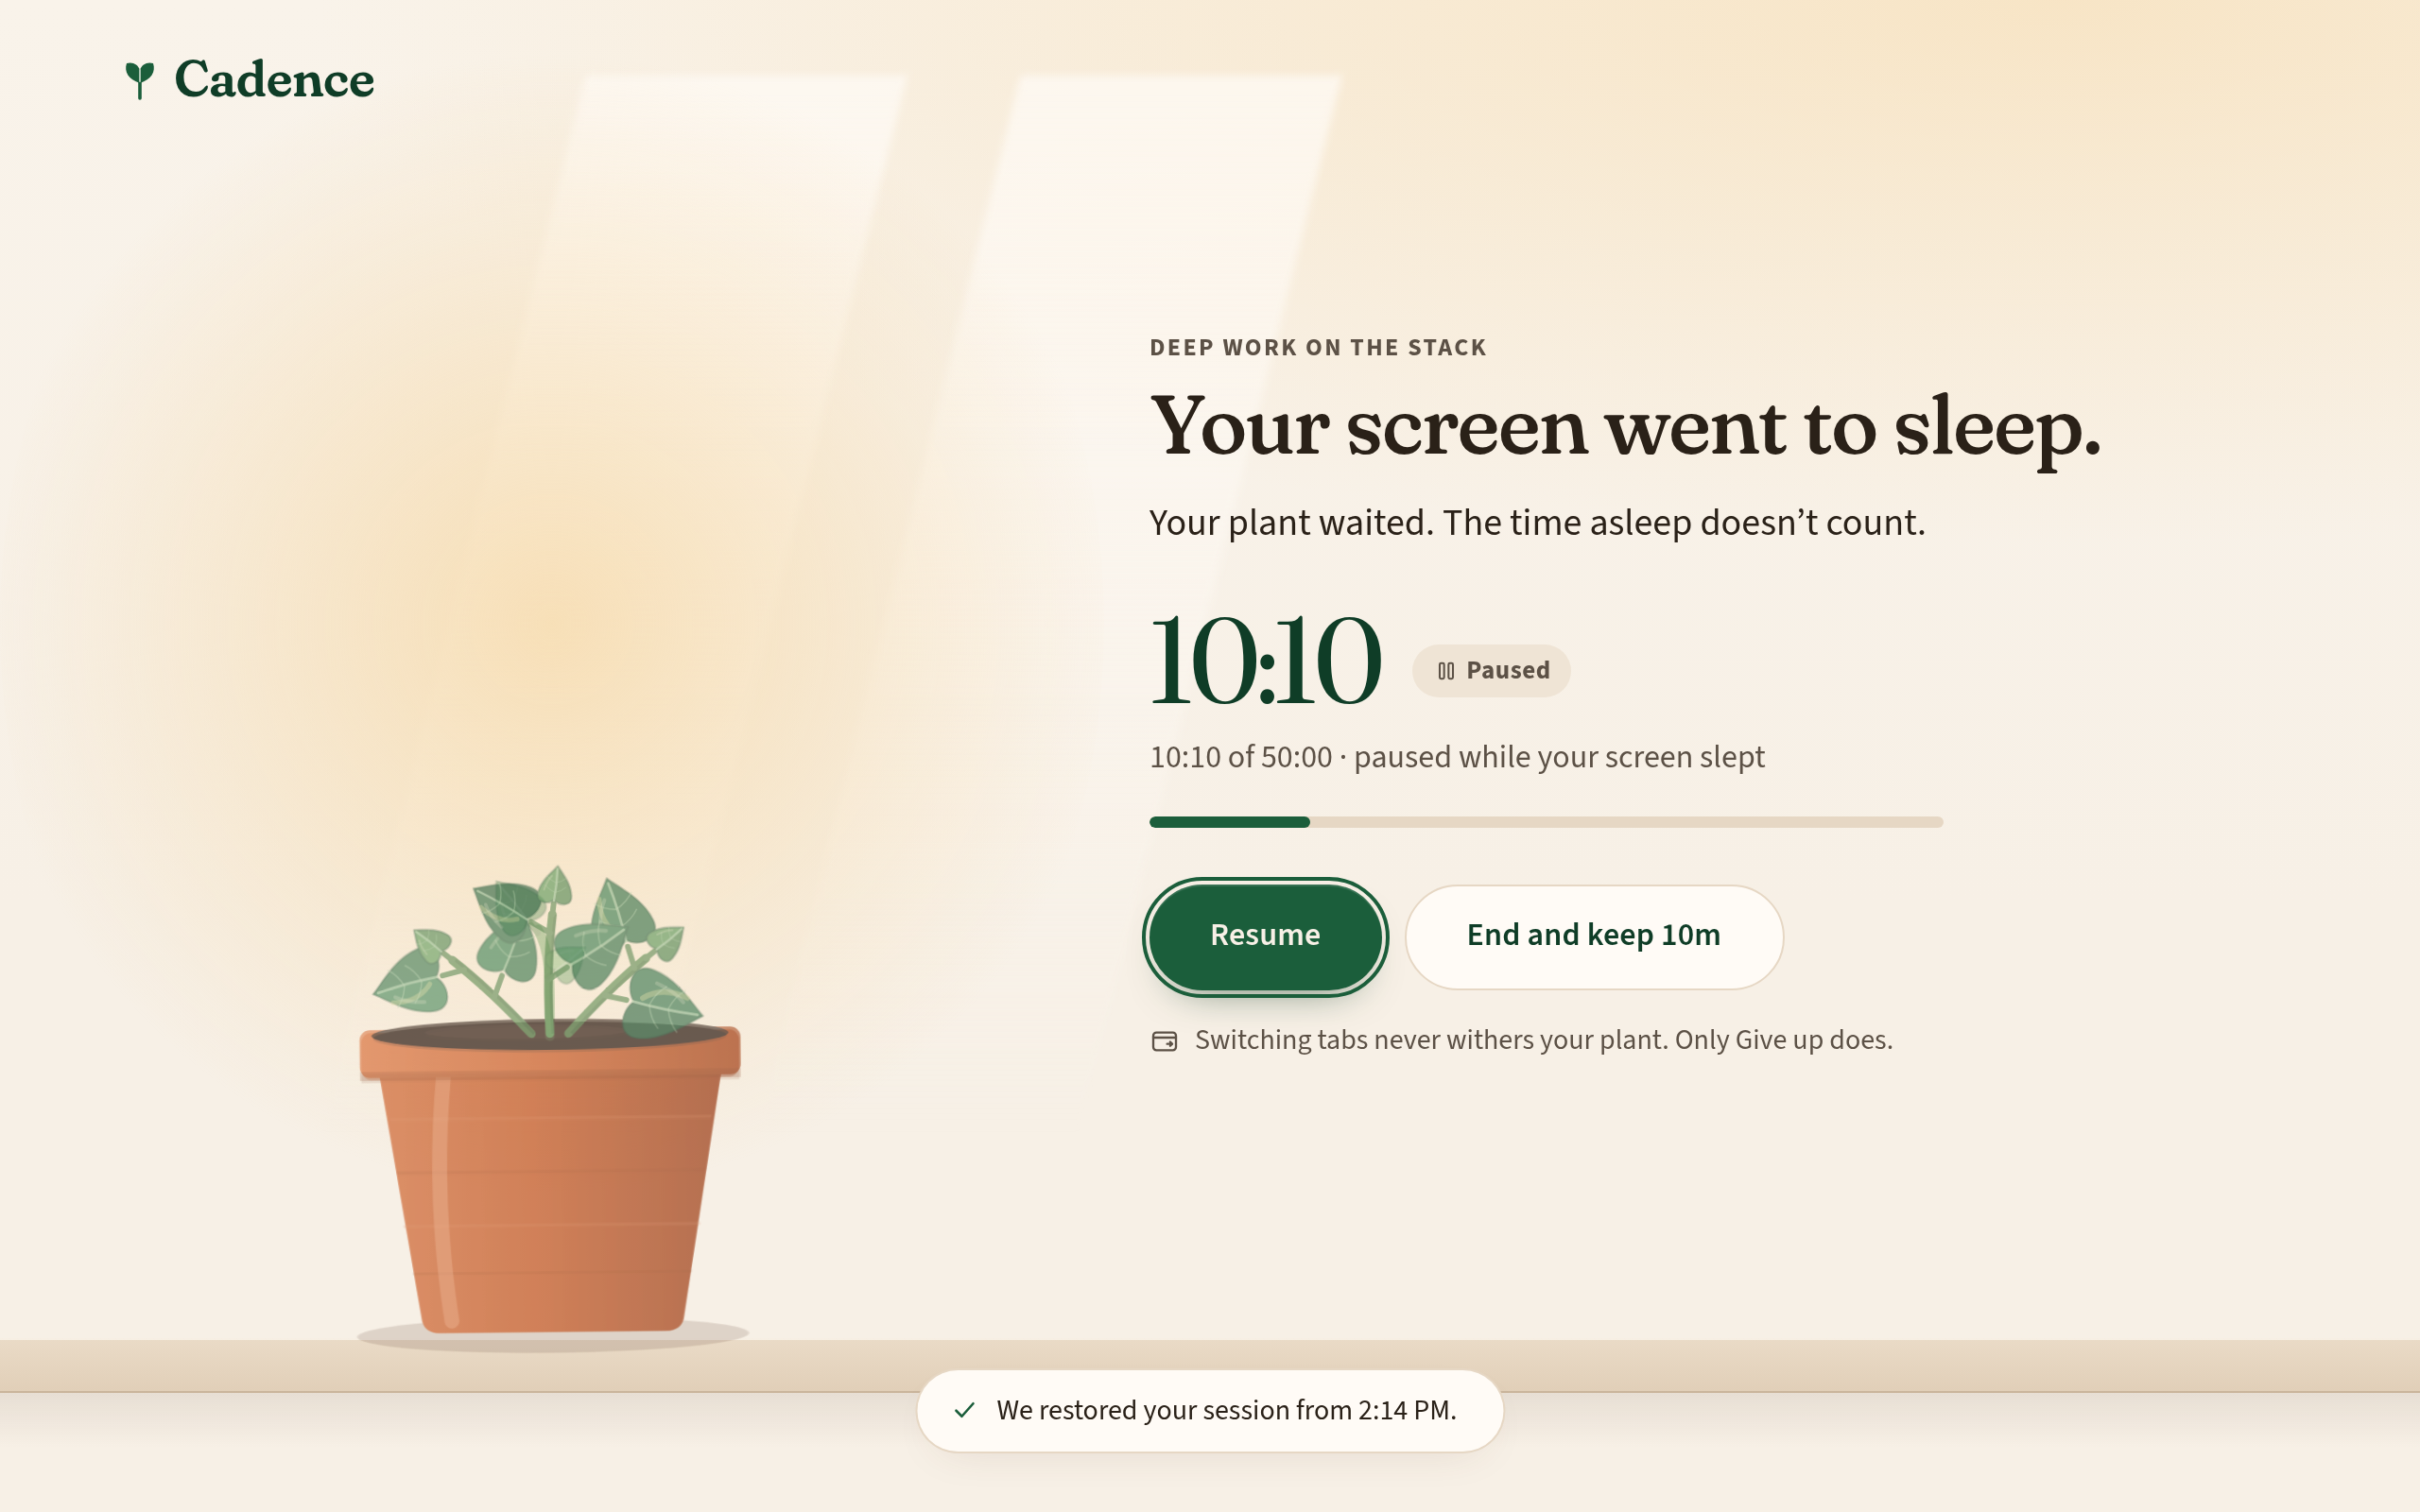 Cadence
DEEP WORK ON THE STACK
Your screen went to sleep.
Your plant waited. The time asleep doesn’t count.
10:10
Paused
10:10 of 50:00 · paused while your screen slept
Resume
End and keep 10m
Switching tabs never withers your plant. Only Give up does.
We restored your session from 2:14 PM.